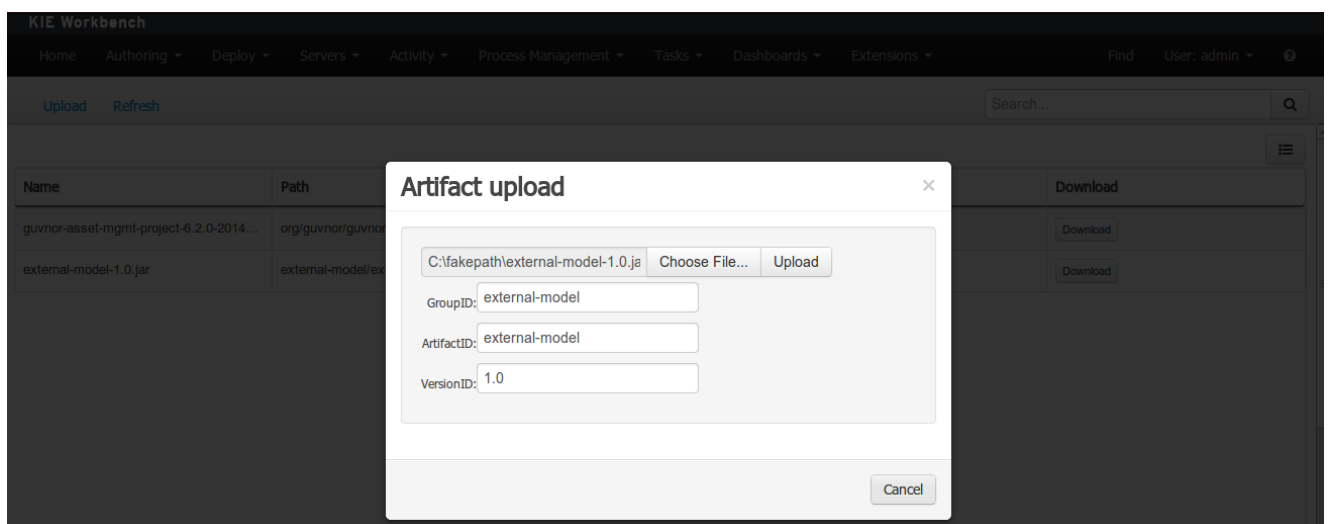 KIE Workbench
Home Authoring Deploy Servers Activity Process Management Tasks Dashboards Extensions Find User: admin
Upload Refresh Search...
Name Path Download
guvnor-asset-mgmt-project-6.2.0-2014... org/guvnor/guvnor Download
external-model-1.0.jar external-model/ex Download
Artifact upload ×
C:\fakepath\external-model-1.0.ja Choose File... Upload
GroupID: external-model
ArtifactID: external-model
VersionID: 1.0
Cancel